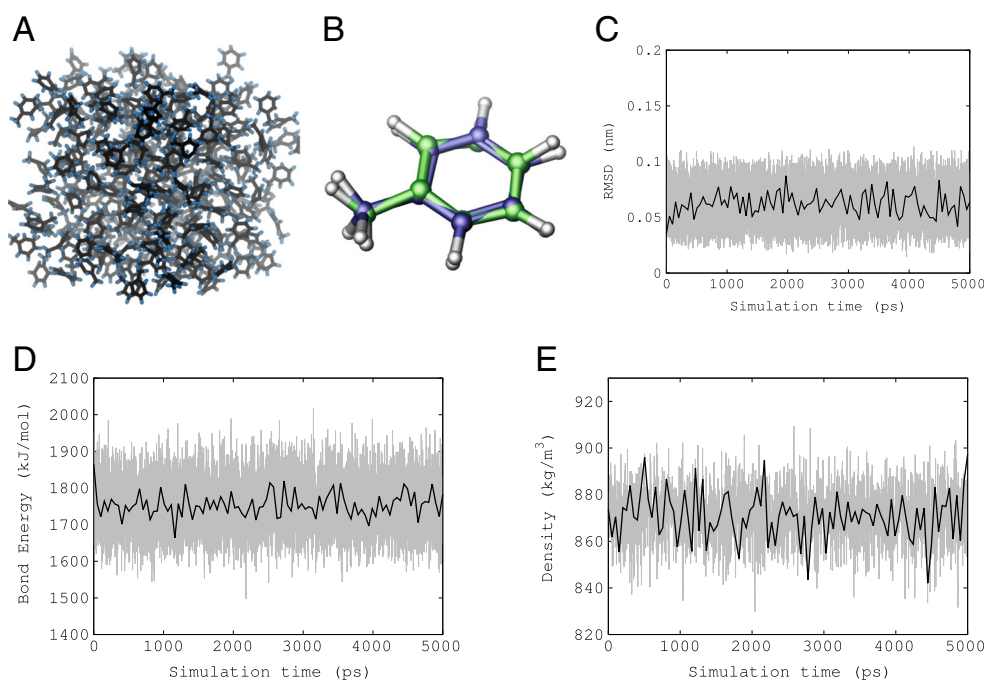 A
B
C
0.2
0.15
0.1
0.05
0
RMSD (nm)
0 1000 2000 3000 4000 5000
Simulation time (ps)
D
2100
2000
1900
1800
1700
1600
1500
1400
Bond Energy (kJ/mol)
0 1000 2000 3000 4000 5000
Simulation time (ps)
E
920
900
880
860
840
820
Density (kg/m³)
0 1000 2000 3000 4000 5000
Simulation time (ps)